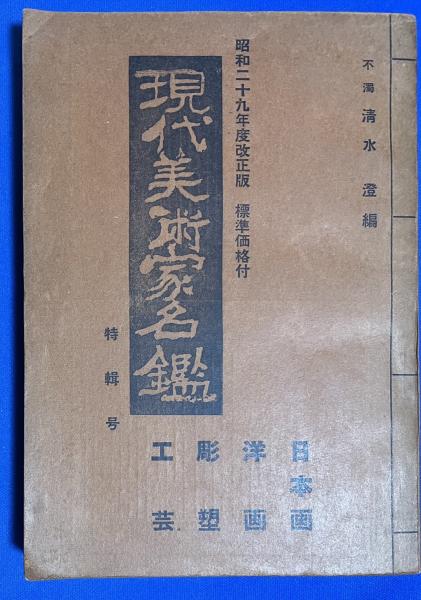 不濁 清水 澄編
昭和二十九年度改正版 標準価格付
現代美術家名鑑
特輯号
日本画
洋画
彫塑
工芸